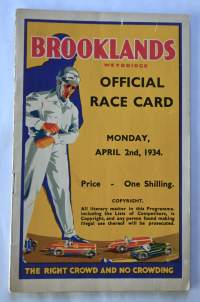 BROOKLANDS
WEYBRIDGE
OFFICIAL
RACE CARD
MONDAY,
APRIL 2nd, 1934.
Price - One Shilling.
COPYRIGHT.
All literary matter in this Programme,
including the Lists of Competitors, is
Copyright, and any person found making
illegal use thereof will be prosecuted.
THE RIGHT CROWD AND NO CROWDING